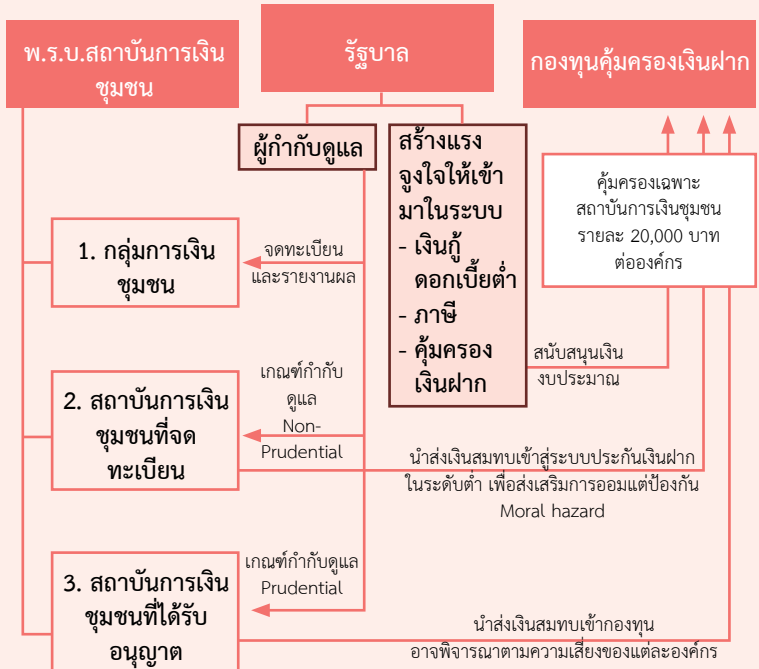 พ.ร.บ.สถาบันการเงิน
ชุมชน
รัฐบาล
กองทุนคุ้มครองเงินฝาก
ผู้กำกับดูแล
สร้างแรง
จูงใจให้เข้า
มาในระบบ
- เงินกู้
ดอกเบี้ยต่ำ
- ภาษี
- คุ้มครอง
เงินฝาก
คุ้มครองเฉพาะ
สถาบันการเงินชุมชน
รายละ 20,000 บาท
ต่อองค์กร
1. กลุ่มการเงิน
ชุมชน
จดทะเบียน
และรายงานผล
สนับสนุนเงิน
งบประมาณ
2. สถาบันการเงิน
ชุมชนที่จด
ทะเบียน
เกณฑ์กำกับ
ดูแล
Non-
Prudential
นำส่งเงินสมทบเข้าสู่ระบบประกันเงินฝาก
ในระดับต่ำ เพื่อส่งเสริมการออมแต่ป้องกัน
Moral hazard
3. สถาบันการเงิน
ชุมชนที่ได้รับ
อนุญาต
เกณฑ์กำกับดูแล
Prudential
นำส่งเงินสมทบเข้ากองทุน
อาจพิจารณาตามความเสี่ยงของแต่ละองค์กร